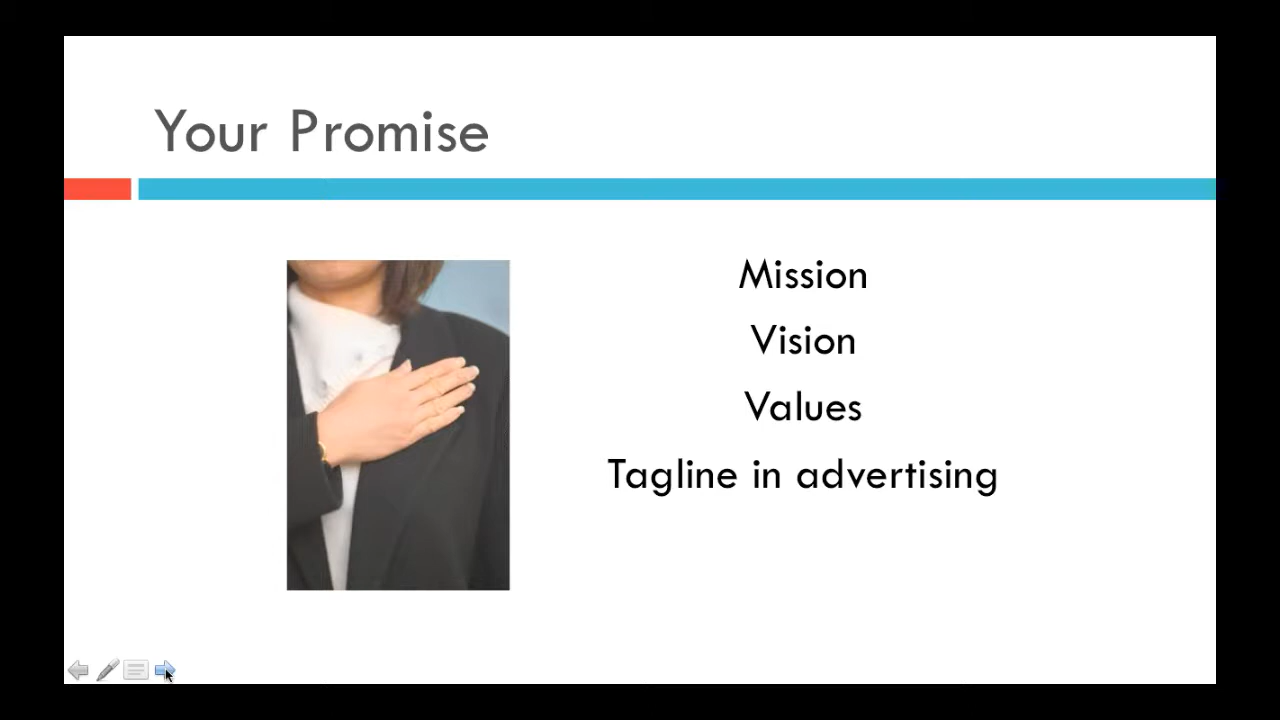 Your Promise
Mission
Vision
Values
Tagline in advertising